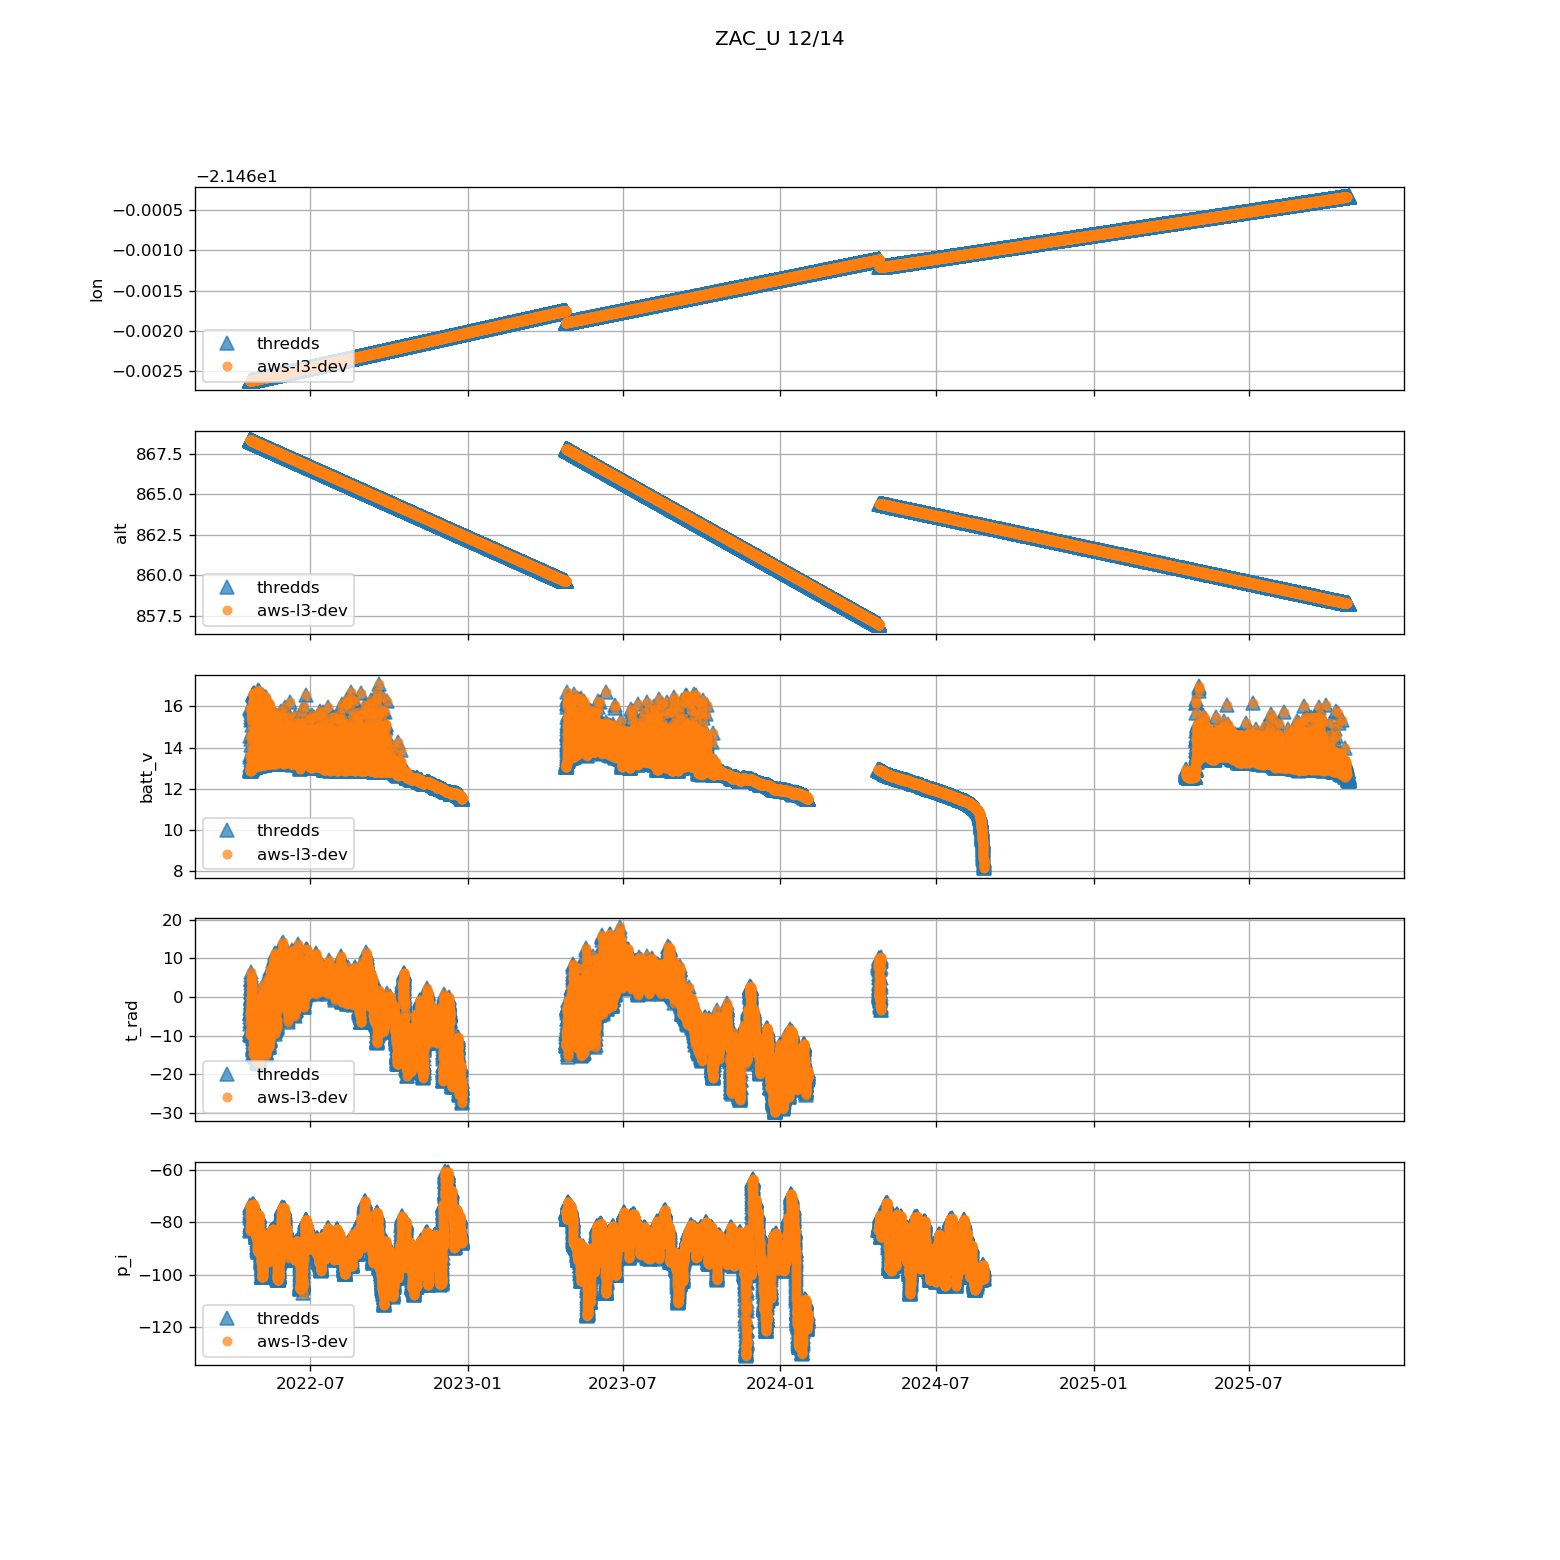 ZAC_U 12/14
−2.146e1
−0.0005
−0.0010
−0.0015
−0.0020
−0.0025
lon
thredds
aws-l3-dev
867.5
865.0
862.5
860.0
857.5
alt
thredds
aws-l3-dev
16
14
12
10
8
batt_v
thredds
aws-l3-dev
20
10
0
−10
−20
−30
t_rad
thredds
aws-l3-dev
−60
−80
−100
−120
p_i
thredds
aws-l3-dev
2022-07
2023-01
2023-07
2024-01
2024-07
2025-01
2025-07